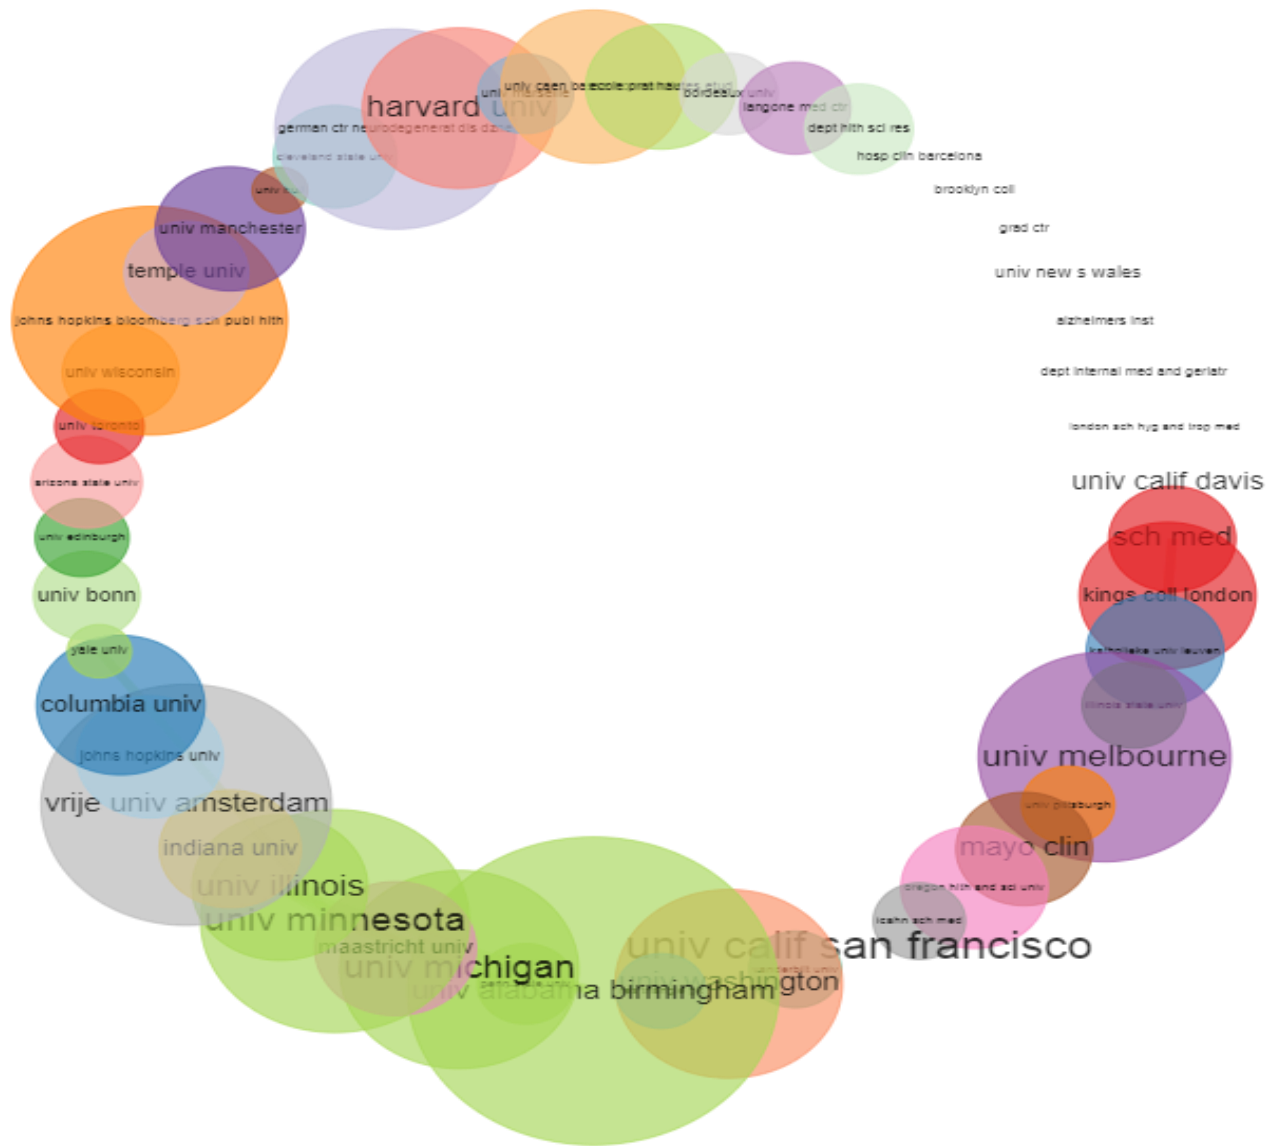 harvard univ
univ caen ba
ecole prat hautes etud
bordeaux univ
langone med ctr
german ctr neurodegenerat dis dzne
dept hlth sci res
cleveland state univ
hosp clin barcelona
brooklyn coll
univ manchester
grad ctr
temple univ
univ new s wales
johns hopkins bloomberg sch publ hlth
alzheimers inst
univ wisconsin
dept internal med and geriatr
univ toronto
london sch hyg and trop med
arizona state univ
univ calif davis
univ edinburgh
sch med
univ bonn
kings coll london
yale univ
katholieke univ leuven
columbia univ
illinois state univ
johns hopkins univ
univ melbourne
vrije univ amsterdam
univ pittsburgh
indiana univ
mayo clin
univ illinois
oregon hlth and sci univ
univ minnesota
icahn sch med
maastricht univ
univ calif san francisco
univ michigan
univ washington
penn state univ
univ alabama birmingham